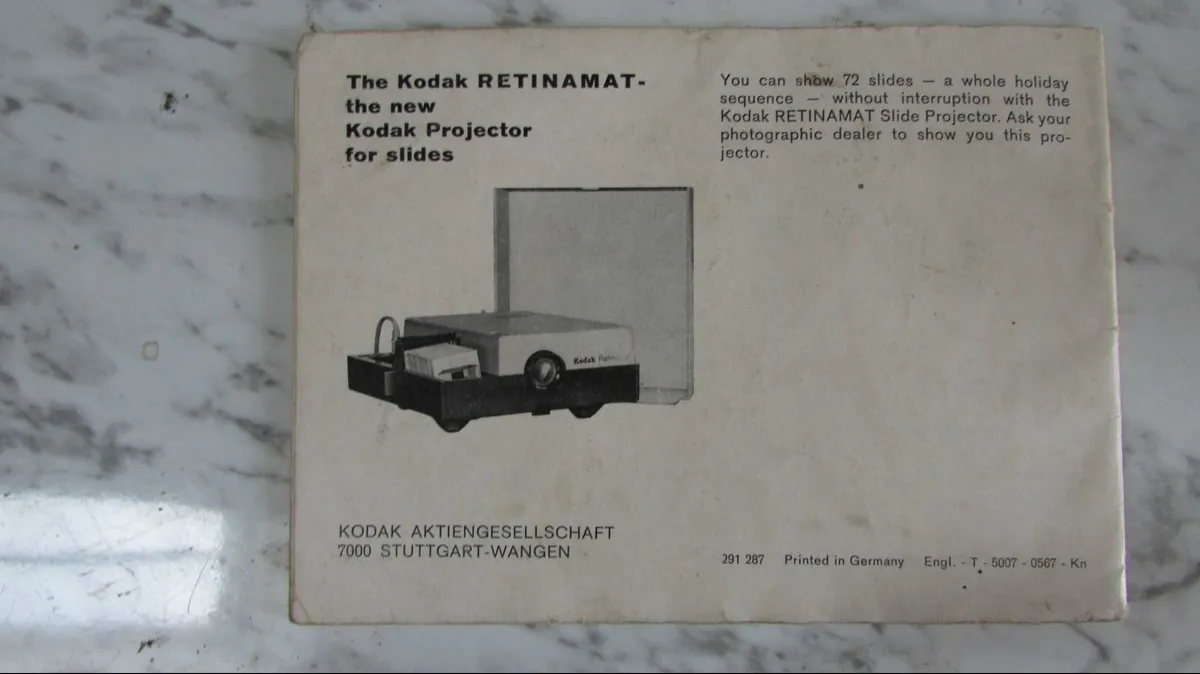 The Kodak RETINAMAT-
the new
Kodak Projector
for slides
You can show 72 slides — a whole holiday
sequence — without interruption with the
Kodak RETINAMAT Slide Projector. Ask your
photographic dealer to show you this pro-
jector.
Kodak
KODAK AKTIENGESELLSCHAFT
7000 STUTTGART-WANGEN
291 287 Printed in Germany Engl. - T - 5007 - 0567 - Kn